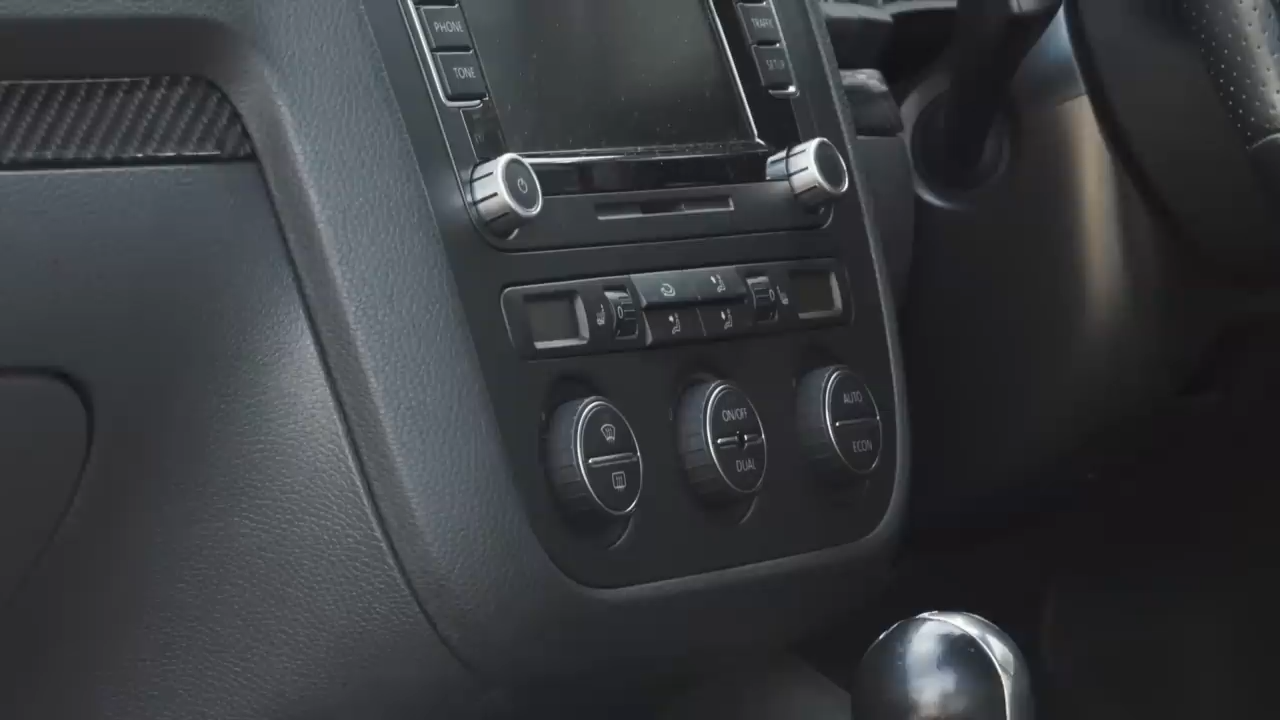 PHONE
TONE
TRAFFIC
SETUP
ON/OFF
DUAL
AUTO
ECON